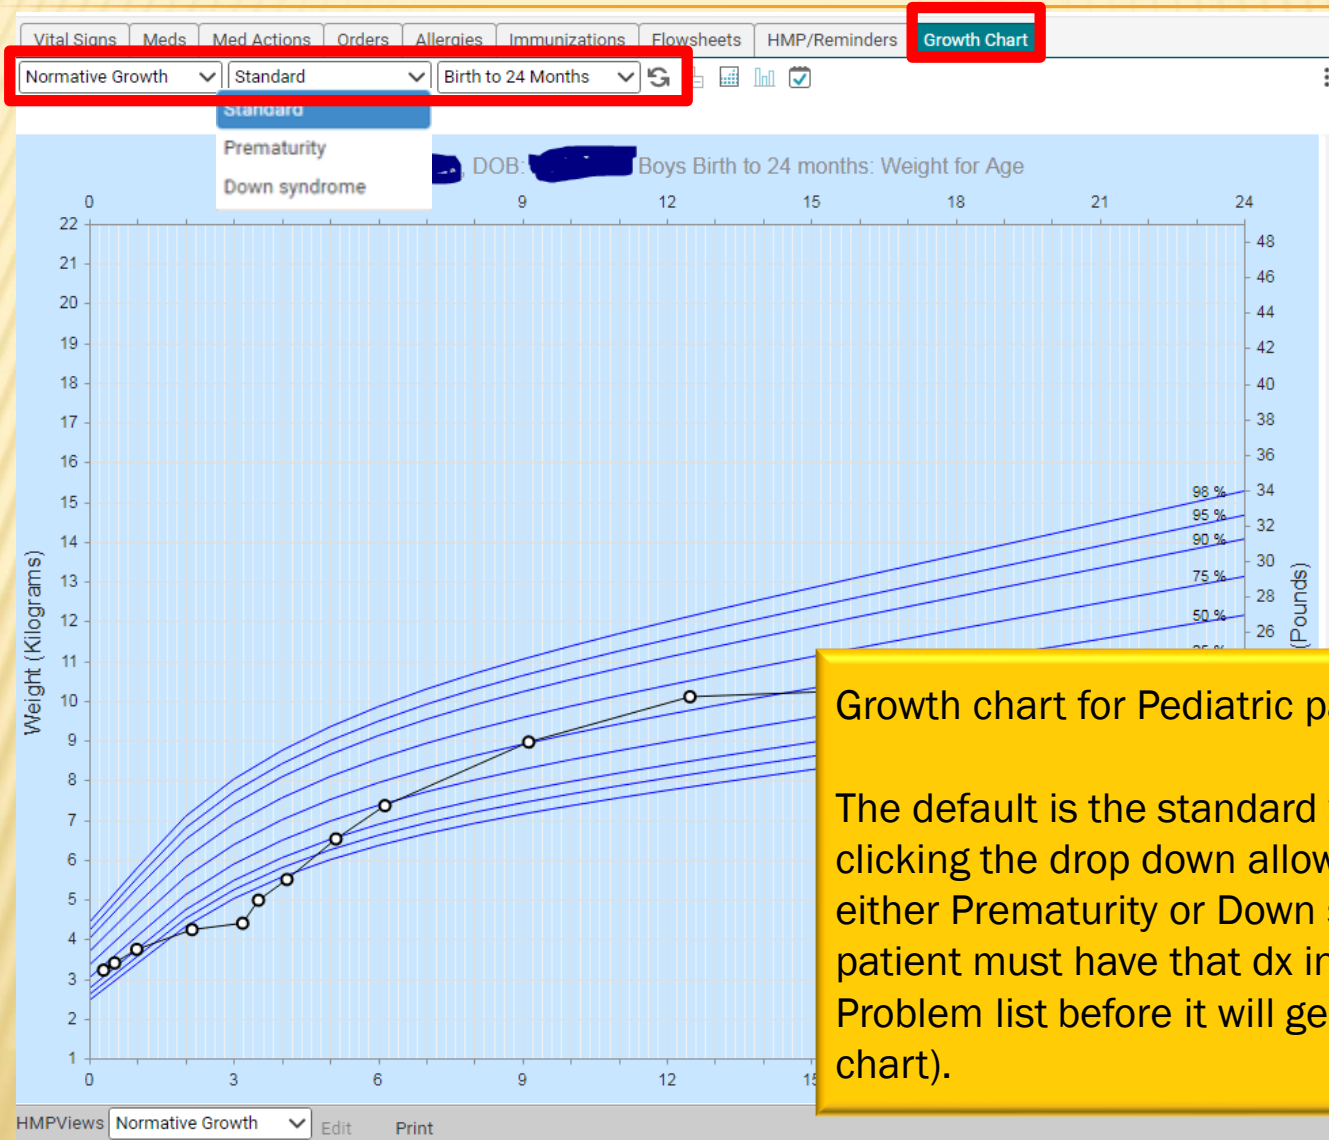 Vital Signs Meds Med Actions Orders Allergies Immunizations Flowsheets HMP/Reminders Growth Chart
Normative Growth Standard Birth to 24 Months
Standard
Prematurity
Down syndrome
, DOB: Boys Birth to 24 months: Weight for Age
0 9 12 15 18 21 24
22
21
20
19
18
17
16
15
14
13
12
11
10
9
8
7
6
5
4
3
2
1
Weight (Kilograms)
48
46
44
42
40
38
36
34
32
30
28
26
(Pounds)
98 %
95 %
90 %
75 %
50 %
0 3 6 9 12
Growth chart for Pediatric
The default is the standard
clicking the drop down
either Prematurity or Down
patient must have that dx
Problem list before it will
chart).
HMPViews Normative Growth Edit Print